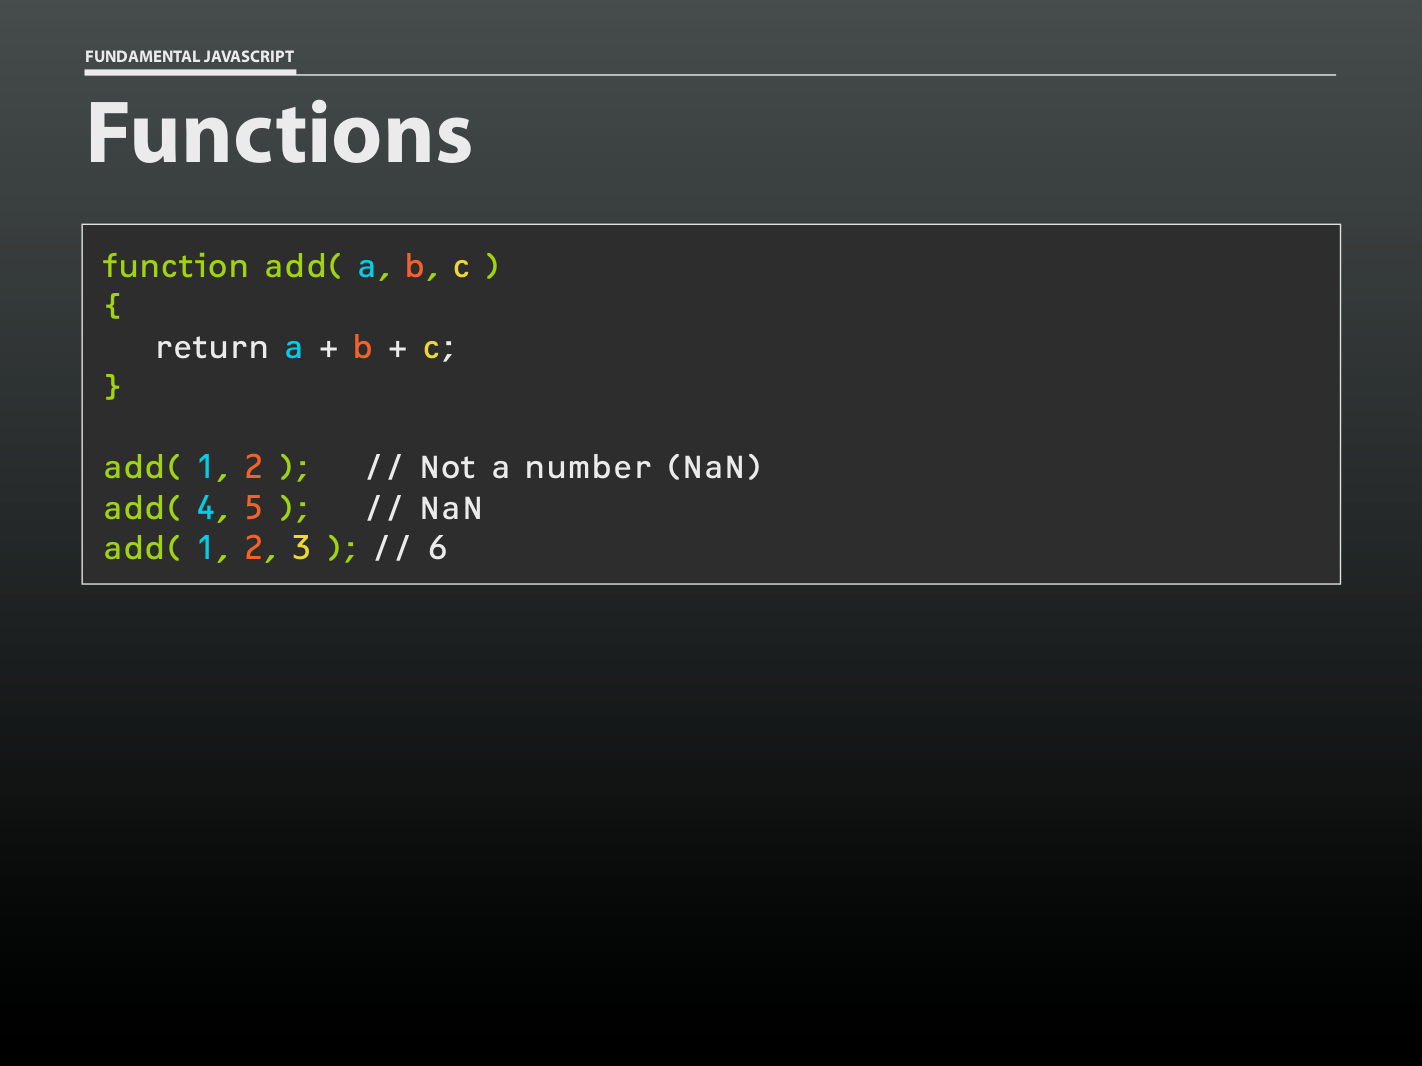 FUNDAMENTAL JAVASCRIPT
Functions
function add( a, b, c )
{
   return a + b + c;
}
add( 1, 2 );   // Not a number (NaN)
add( 4, 5 );   // NaN
add( 1, 2, 3 ); // 6